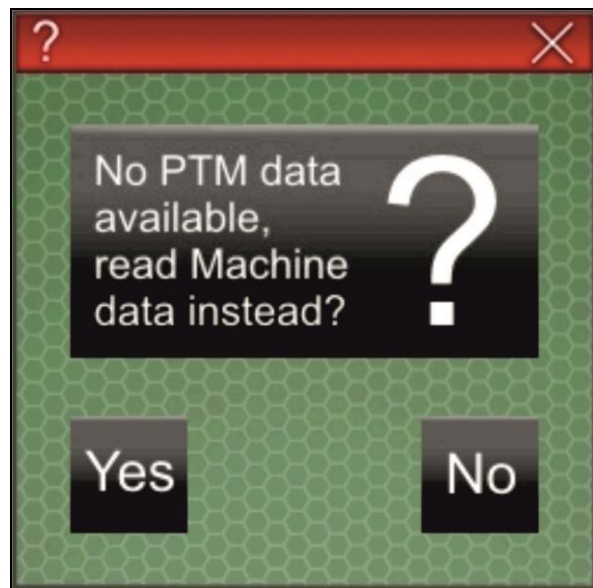 ?
No PTM data
available,
read Machine
data instead?
?
Yes
No